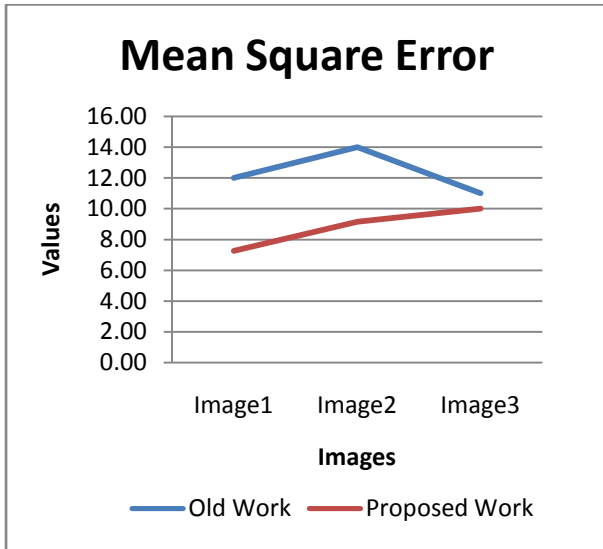 Mean Square Error
16.00
14.00
12.00
10.00
8.00
6.00
4.00
2.00
0.00
Values
Image1 Image2 Image3
Images
Old Work Proposed Work